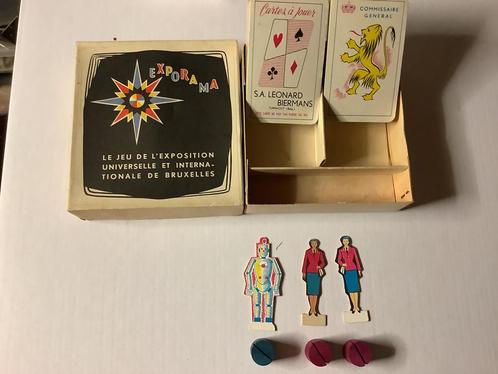 EXPORAMA
LE JEU DE L'EXPOSITION
UNIVERSELLE ET INTERNA-
TIONALE DE BRUXELLES
Cartes à Jouer
S.A. LEONARD
BIERMANS
COMMISSAIRE
GENERAL